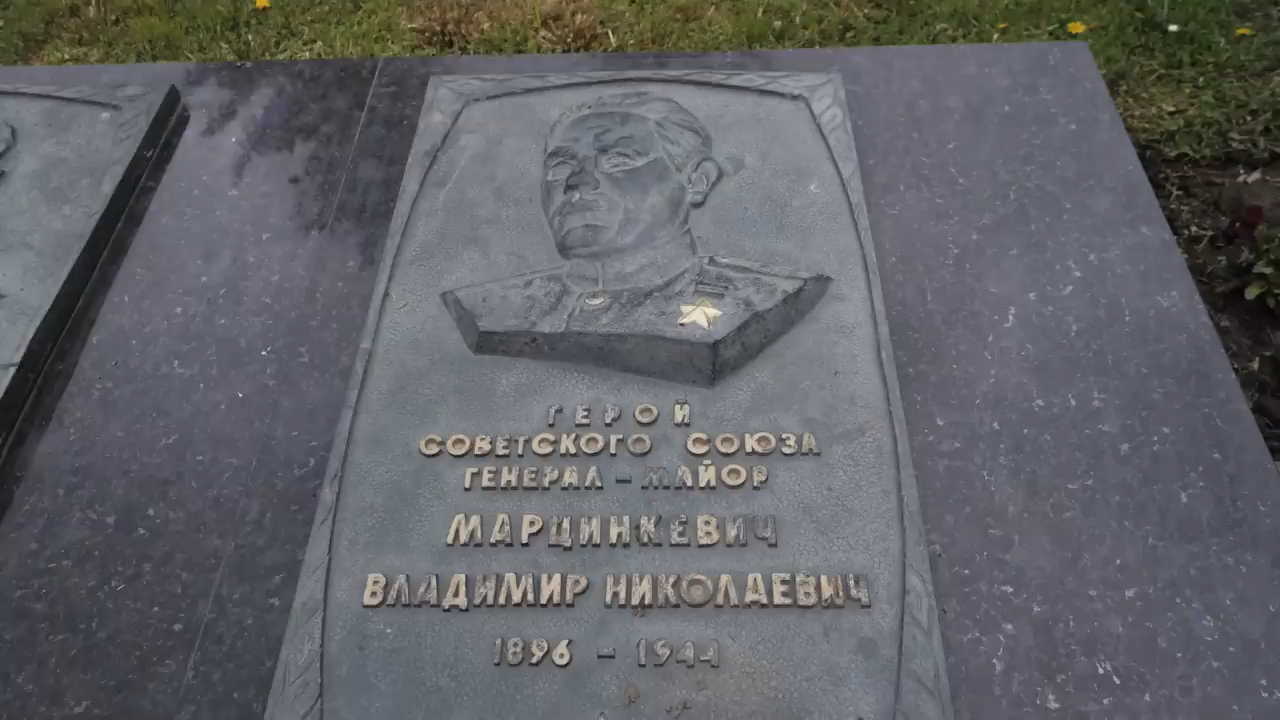 ГЕРОЙ
СОВЕТСКОГО СОЮЗА
ГЕНЕРАЛ - МАЙОР
МАРЦИНКЕВИЧ
ВЛАДИМИР НИКОЛАЕВИЧ
1896 - 1944